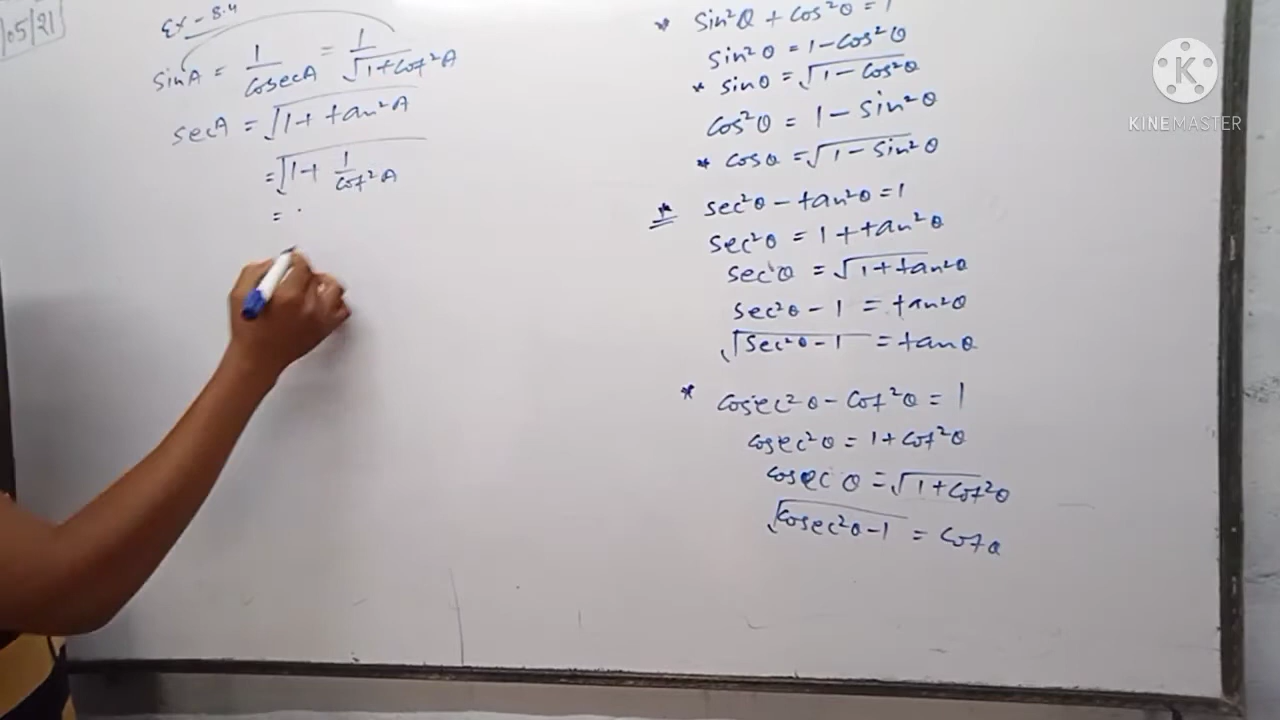 05/21
Ex - 8.4
sinA = 1/cosecA = 1/√1+cot²A
secA = √1+tan²A
= √1+ 1/cot²A
=
* sin²θ + cos²θ = 1
sin²θ = 1-cos²θ
* sinθ = √1-cos²θ
cos²θ = 1-sin²θ
* cosθ = √1-sin²θ
* sec²θ - tan²θ = 1
sec²θ = 1+tan²θ
secθ = √1+tan²θ
sec²θ - 1 = tan²θ
√sec²θ-1 = tanθ
* cosec²θ - cot²θ = 1
cosec²θ = 1+cot²θ
cosec θ = √1+cot²θ
√cosec²θ-1 = cotθ
K
KINEMASTER